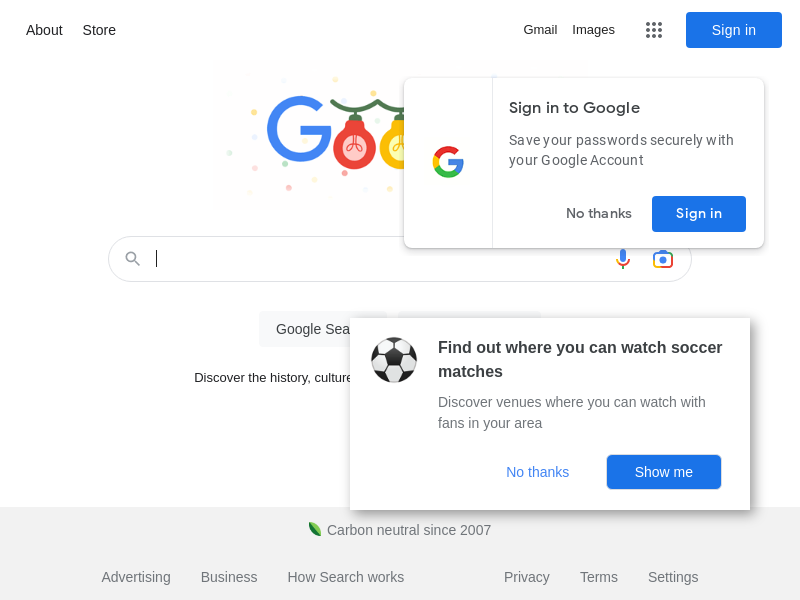 About Store Gmail Images Sign in
Sign in to Google
Save your passwords securely with
your Google Account
No thanks Sign in
Google Sea
Find out where you can watch soccer
matches
Discover the history, culture
Discover venues where you can watch with
fans in your area
No thanks Show me
Carbon neutral since 2007
Advertising Business How Search works Privacy Terms Settings